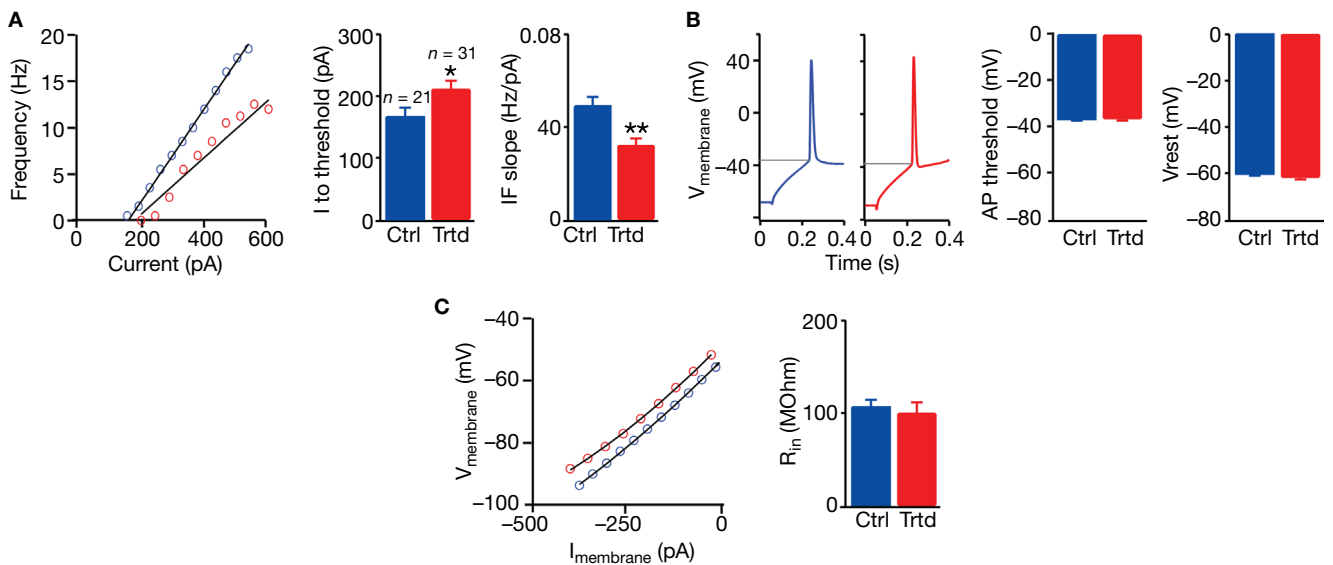 A
Frequency (Hz)
20
15
10
5
0
0
200
400
600
Current (pA)
I to threshold (pA)
300
200
100
0
n = 21
n = 31
*
Ctrl
Trtd
IF slope (Hz/pA)
0.08
40
0
**
Ctrl
Trtd
B
Vmembrane (mV)
40
0
−40
0
0.2
0.4
0
0.2
0.4
Time (s)
AP threshold (mV)
0
−20
−40
−60
−80
Ctrl
Trtd
Vrest (mV)
0
−20
−40
−60
−80
Ctrl
Trtd
C
Vmembrane (mV)
−40
−60
−80
−100
−500
−250
0
Imembrane (pA)
Rin (MOhm)
200
100
0
Ctrl
Trtd